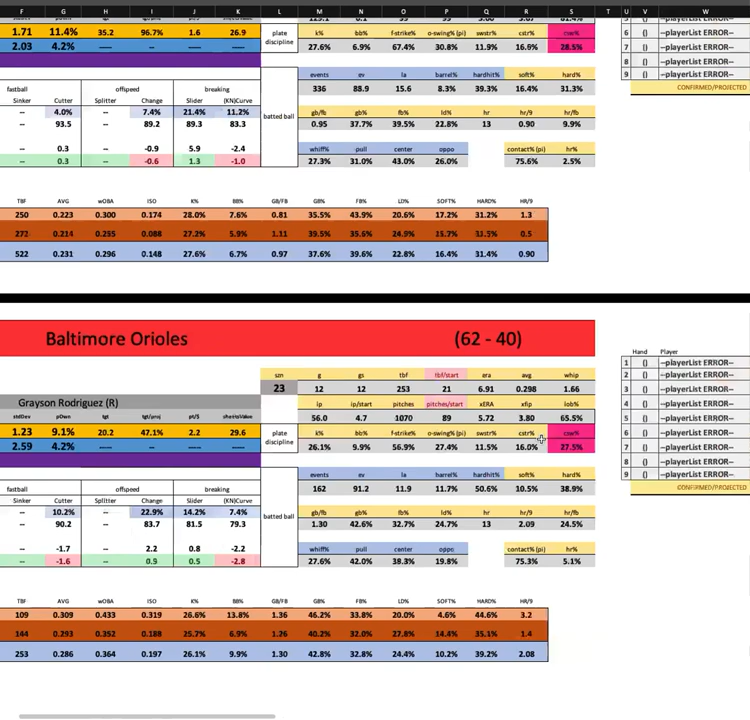 F G H I J K L M N O P Q R S T U V W
1.71 11.4% 35.2 96.7% 1.6 26.9 plate discipline k% bb% f-strike% o-swing% (pi) swstr% cstr% csw% 6 () --playerList ERROR--
2.03 4.2% -- -- -- -- 27.6% 6.9% 67.4% 30.8% 11.9% 16.6% 28.5% 7 () --playerList ERROR--
8 () --playerList ERROR--
events ev la barrel% hardhit% soft% hard% 9 () --playerList ERROR--
fastball offspeed breaking 336 88.9 15.6 8.3% 39.3% 16.4% 31.3% CONFIRMED/PROJECTED
Sinker Cutter Splitter Change Slider (KN)Curve
-- 4.0% -- 7.4% 21.4% 11.2% batted ball gb/fb gb% fb% ld% hr hr/9 hr/fb
-- 93.5 -- 89.2 89.3 83.3 0.95 37.7% 39.5% 22.8% 13 0.90 9.9%
-- 0.3 -- -0.9 5.9 -2.4 whiff% pull center oppo contact% (pi) hr%
-- 0.3 -- -0.6 1.3 -1.0 27.3% 31.0% 43.0% 26.0% 75.6% 2.5%
TBF AVG wOBA ISO K% BB% GB/FB GB% FB% LD% SOFT% HARD% HR/9
250 0.223 0.300 0.174 28.0% 7.6% 0.81 35.5% 43.9% 20.6% 17.2% 31.2% 1.3
272 0.214 0.255 0.088 27.2% 5.9% 1.11 39.5% 35.6% 24.9% 15.7% 31.5% 0.5
522 0.231 0.296 0.148 27.6% 6.7% 0.97 37.6% 39.6% 22.8% 16.4% 31.4% 0.90
Baltimore Orioles (62 - 40)
Hand Player
1 () --playerList ERROR--
szn g gs tbf tbf/start era avg whip 2 () --playerList ERROR--
23 12 12 253 21 6.91 0.298 1.66 3 () --playerList ERROR--
Grayson Rodriguez (R) ip ip/start pitches pitches/start xERA xfip lob% 4 () --playerList ERROR--
stdDev pOwn tgt tgt/proj pt/$ 56.0 4.7 1070 89 5.72 3.80 65.5% 5 () --playerList ERROR--
1.23 9.1% 20.2 47.1% 2.2 29.6 plate discipline k% bb% f-strike% o-swing% (pi) swstr% cstr% csw% 6 () --playerList ERROR--
2.59 4.2% -- -- -- -- 26.1% 9.9% 56.9% 27.4% 11.5% 16.0% 27.5% 7 () --playerList ERROR--
8 () --playerList ERROR--
events ev la barrel% hardhit% soft% hard% 9 () --playerList ERROR--
fastball offspeed breaking 162 91.2 11.9 11.7% 50.6% 10.5% 38.9% CONFIRMED/PROJECTED
Sinker Cutter Splitter Change Slider (KN)Curve
-- 10.2% -- 22.9% 14.2% 7.4% batted ball gb/fb gb% fb% ld% hr hr/9 hr/fb
-- 90.2 -- 83.7 81.5 79.3 1.30 42.6% 32.7% 24.7% 13 2.09 24.5%
-- -1.7 -- 2.2 0.8 -2.2 whiff% pull center oppo contact% (pi) hr%
-- -1.6 -- 0.9 0.5 -2.8 27.6% 42.0% 38.3% 19.8% 75.3% 5.1%
TBF AVG wOBA ISO K% BB% GB/FB GB% FB% LD% SOFT% HARD% HR/9
109 0.309 0.433 0.319 26.6% 13.8% 1.36 46.2% 33.8% 20.0% 4.6% 44.6% 3.2
144 0.293 0.352 0.188 25.7% 6.9% 1.26 40.2% 32.0% 27.8% 14.4% 35.1% 1.4
253 0.286 0.364 0.197 26.1% 9.9% 1.30 42.8% 32.8% 24.4% 10.2% 39.2% 2.08